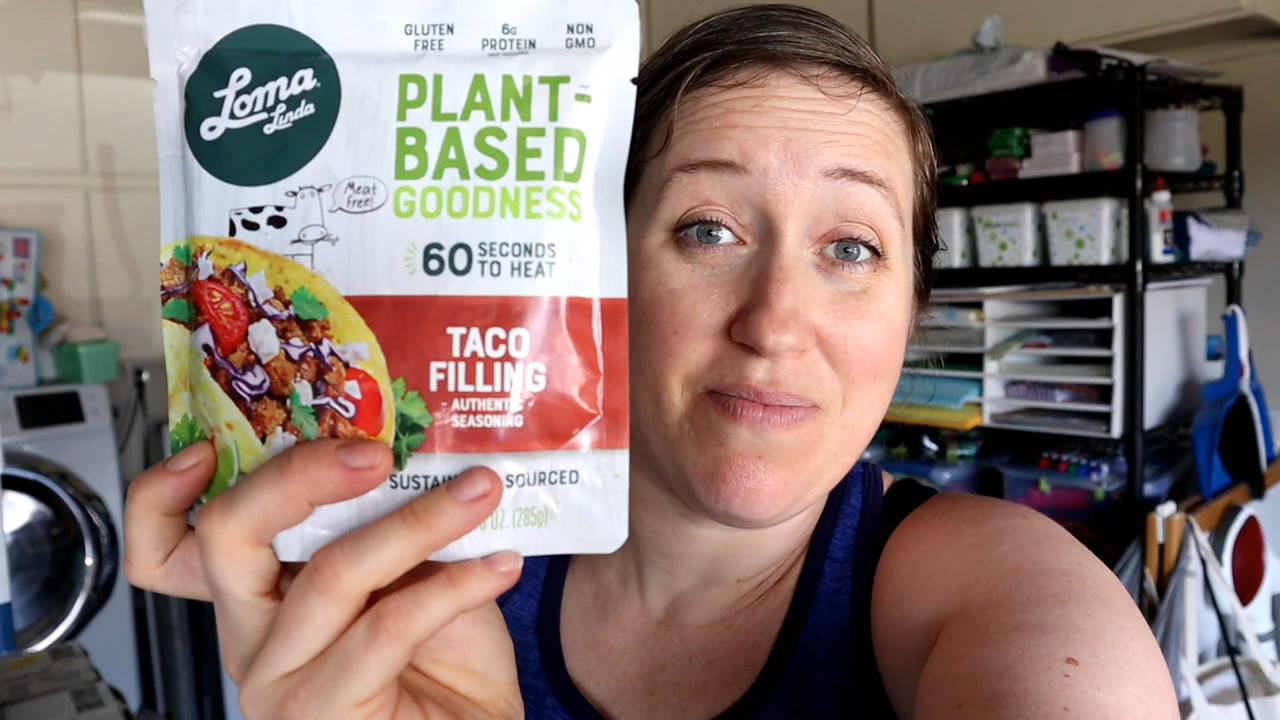 Loma
Linda
GLUTEN
FREE
6g
PROTEIN
NON
GMO
PLANT-
BASED
GOODNESS
Meat
free!
60 SECONDS
TO HEAT
TACO
FILLING
- AUTHENTIC -
SEASONING
SOURCED
OZ. (285g)